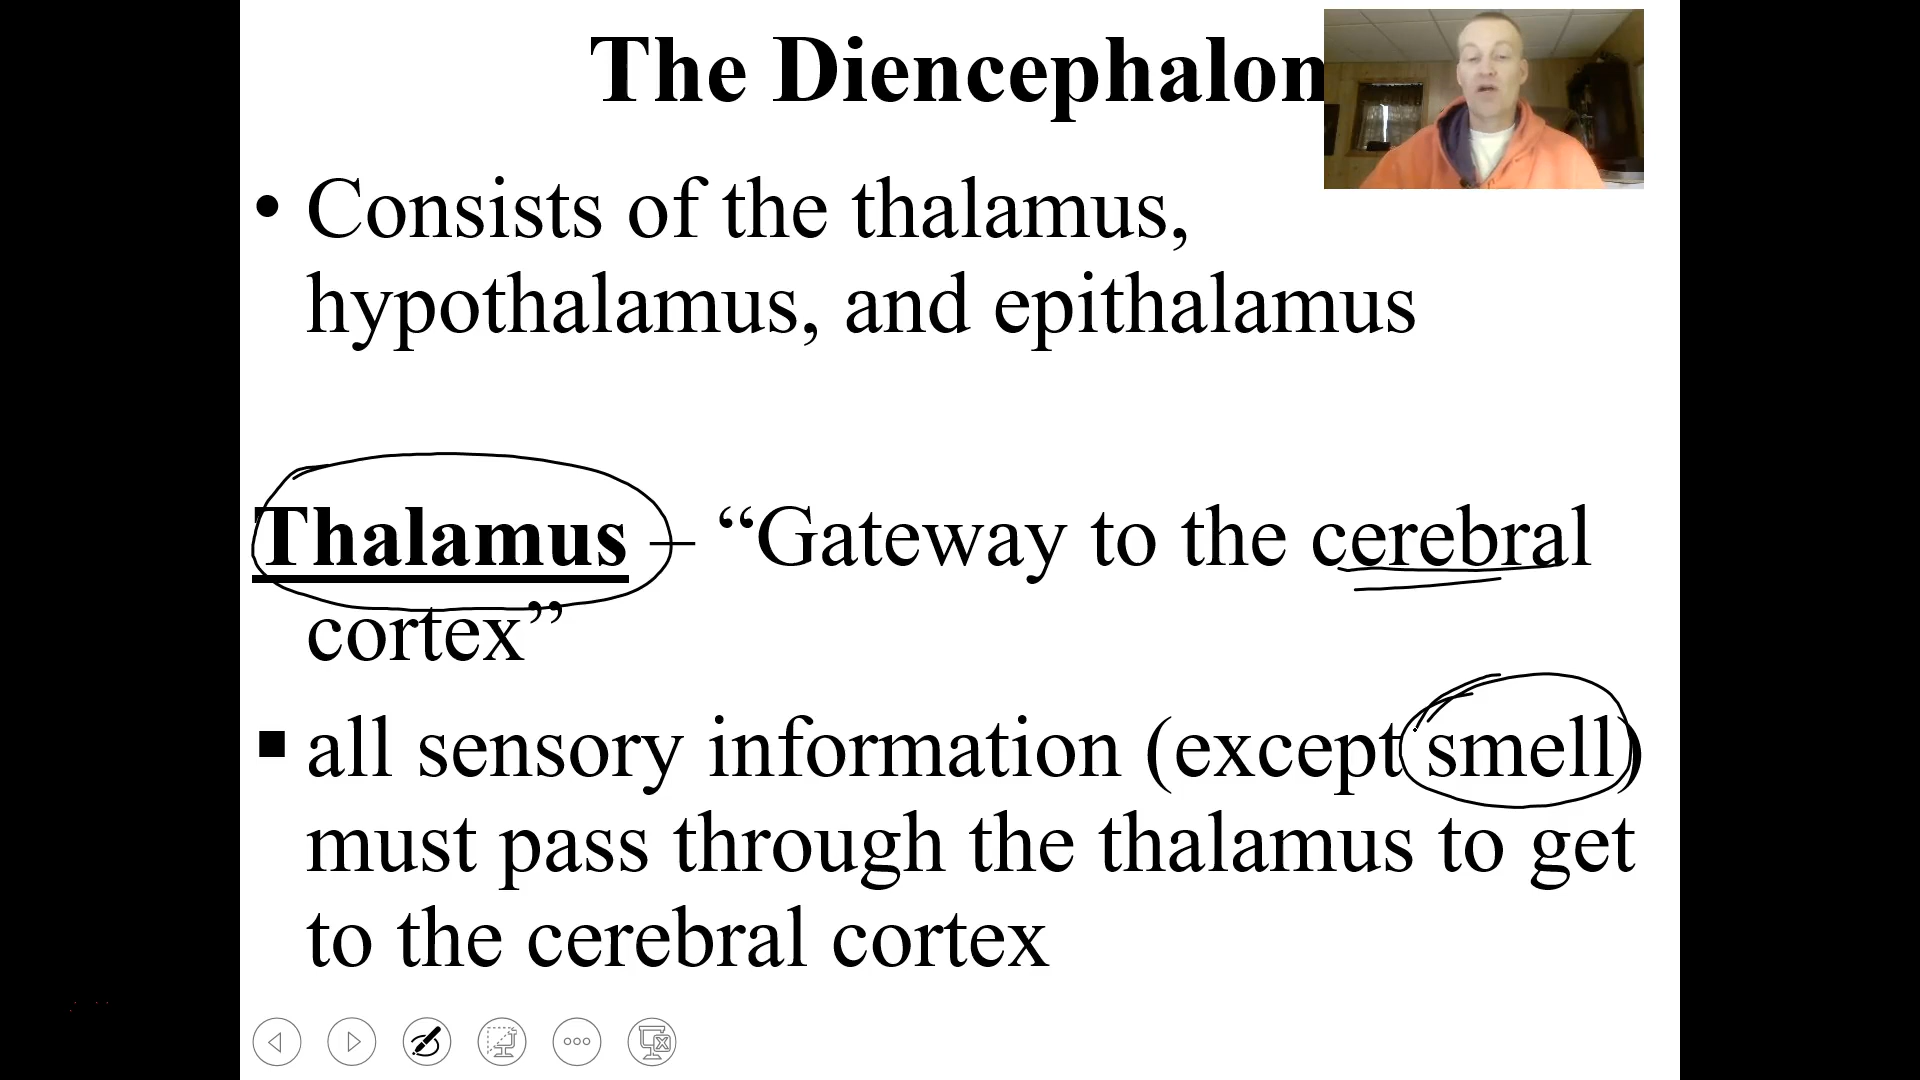 The Diencephalon
• Consists of the thalamus,
hypothalamus, and epithalamus
Thalamus – “Gateway to the cerebral
cortex”
▪ all sensory information (except smell)
must pass through the thalamus to get
to the cerebral cortex